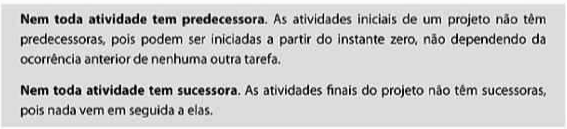 Nem toda atividade tem predecessora. As atividades iniciais de um projeto não têm
predecessoras, pois podem ser iniciadas a partir do instante zero, não dependendo da
ocorrência anterior de nenhuma outra tarefa.
Nem toda atividade tem sucessora. As atividades finais do projeto não têm sucessoras,
pois nada vem em seguida a elas.